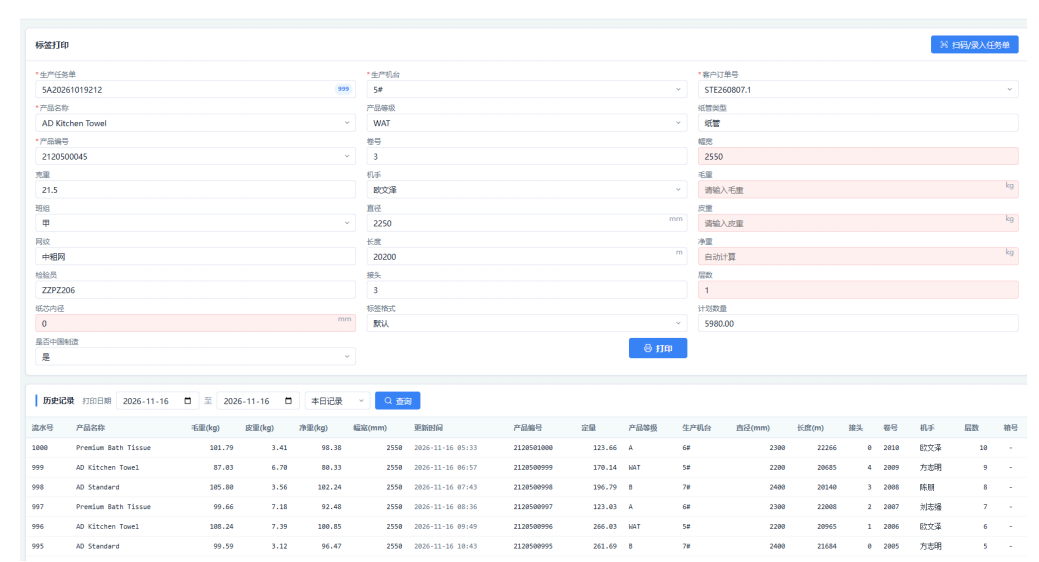 标签打印
扫码/录入任务单
* 生产任务单 * 生产机台 * 客户订单号
5A20261019212 999 5# STE260807.1
* 产品名称 产品等级 纸管类型
AD Kitchen Towel WAT 纸管
* 产品编号 卷号 幅宽
2120500045 3 2550
克重 机手 毛重
21.5 欧文泽 请输入毛重 kg
班组 直径 皮重
甲 2250 mm 请输入皮重 kg
网纹 长度 净重
中粗网 20200 m 自动计算 kg
检验员 接头 层数
ZZPZ206 3 1
纸芯内径 标签格式 计划数量
0 mm 默认 5980.00
是否中国制造
是
打印
历史记录 打印日期 2026-11-16 至 2026-11-16 本日记录 查询
流水号 产品名称 毛重(kg) 皮重(kg) 净重(kg) 幅宽(mm) 更新时间 产品编号 定量 产品等级 生产机台 直径(mm) 长度(m) 接头 卷号 机手 层数 箱号
1000 Premium Bath Tissue 101.79 3.41 98.38 2550 2026-11-16 05:33 2120501000 123.66 A 6# 2300 22266 0 2010 欧文泽 10 -
999 AD Kitchen Towel 87.03 6.70 80.33 2550 2026-11-16 06:57 2120500999 170.14 WAT 5# 2200 20685 4 2009 方志明 9 -
998 AD Standard 105.80 3.56 102.24 2550 2026-11-16 07:43 2120500998 196.79 B 7# 2400 20140 3 2008 陈朋 8 -
997 Premium Bath Tissue 99.66 7.18 92.48 2550 2026-11-16 08:36 2120500997 123.03 A 6# 2300 22008 2 2007 刘志强 7 -
996 AD Kitchen Towel 108.24 7.39 100.85 2550 2026-11-16 09:49 2120500996 266.03 WAT 5# 2200 20965 1 2006 欧文泽 6 -
995 AD Standard 99.59 3.12 96.47 2550 2026-11-16 10:43 2120500995 261.69 B 7# 2400 21684 0 2005 方志明 5 -